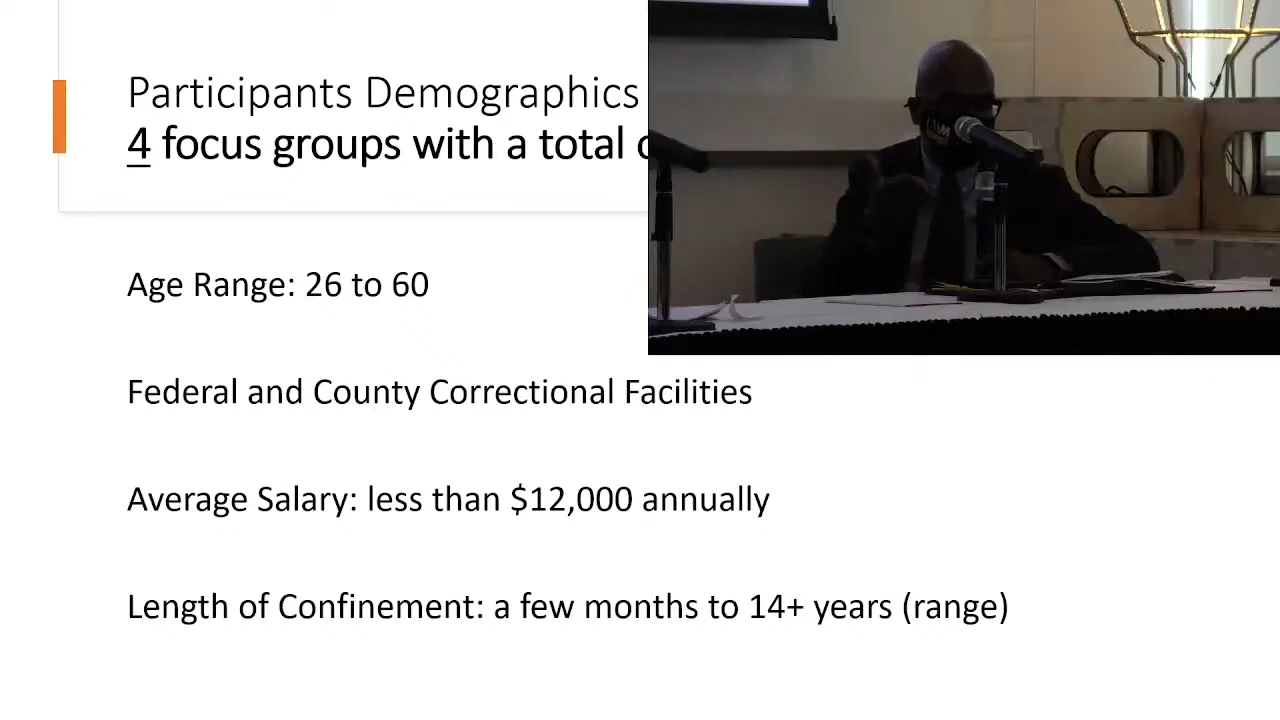 Participants Demographics
4 focus groups with a total
Age Range: 26 to 60
Federal and County Correctional Facilities
Average Salary: less than $12,000 annually
Length of Confinement: a few months to 14+ years (range)